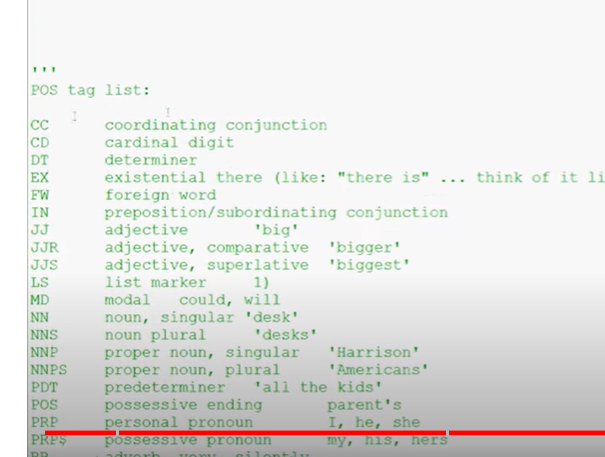 '''
POS tag list:
CC coordinating conjunction
CD cardinal digit
DT determiner
EX existential there (like: "there is" ... think of it li
FW foreign word
IN preposition/subordinating conjunction
JJ adjective 'big'
JJR adjective, comparative 'bigger'
JJS adjective, superlative 'biggest'
LS list marker 1)
MD modal could, will
NN noun, singular 'desk'
NNS noun plural 'desks'
NNP proper noun, singular 'Harrison'
NNPS proper noun, plural 'Americans'
PDT predeterminer 'all the kids'
POS possessive ending parent's
PRP personal pronoun I, he, she
PRP$ possessive pronoun my, his, hers
adverb very, silently